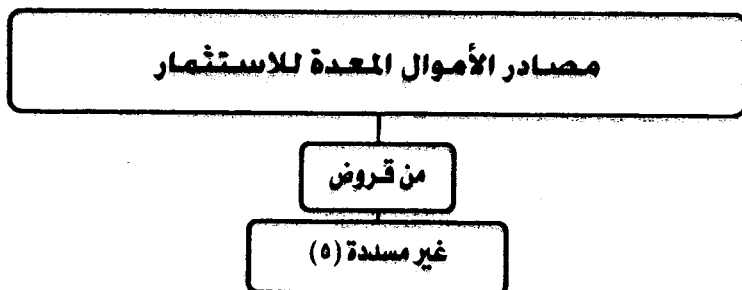 مصادر الأموال المعدة للاستثمار
من قروض
غير مسددة (٥)